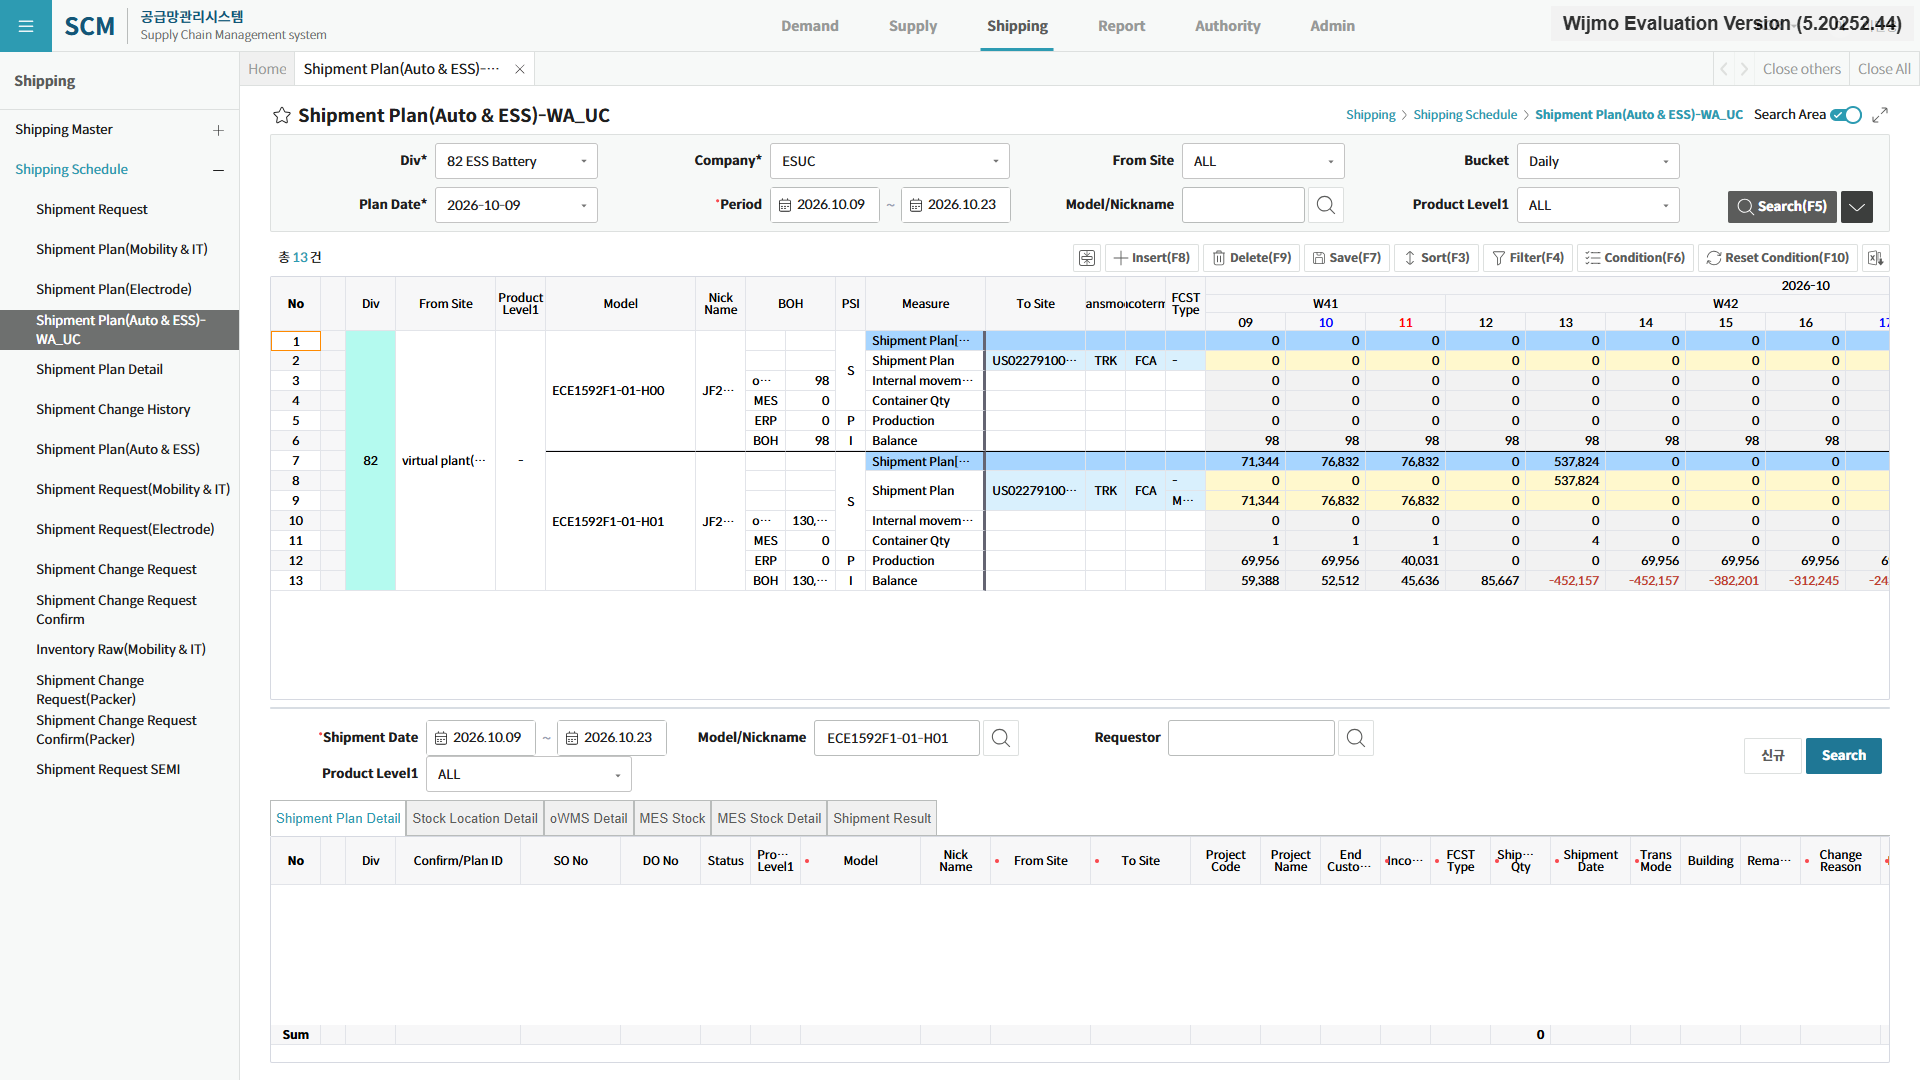 SCM
공급망관리시스템
Supply Chain Management system
Demand
Supply
Shipping
Report
Authority
Admin
Wijmo Evaluation Version (5.20252.44)
Shipping
Home
Shipment Plan(Auto & ESS)-···
Close others
Close All
Shipping Master
Shipping Schedule
Shipment Request
Shipment Plan(Mobility & IT)
Shipment Plan(Electrode)
Shipment Plan(Auto & ESS)-
WA_UC
Shipment Plan Detail
Shipment Change History
Shipment Plan(Auto & ESS)
Shipment Request(Mobility & IT)
Shipment Request(Electrode)
Shipment Change Request
Shipment Change Request
Confirm
Inventory Raw(Mobility & IT)
Shipment Change
Request(Packer)
Shipment Change Request
Confirm(Packer)
Shipment Request SEMI
Shipment Plan(Auto & ESS)-WA_UC
Shipping > Shipping Schedule > Shipment Plan(Auto & ESS)-WA_UC
Search Area
Div* 82 ESS Battery
Company* ESUC
From Site ALL
Bucket Daily
Plan Date* 2026-10-09
*Period 2026.10.09 ~ 2026.10.23
Model/Nickname
Product Level1 ALL
Search(F5)
총 13 건
Insert(F8)
Delete(F9)
Save(F7)
Sort(F3)
Filter(F4)
Condition(F6)
Reset Condition(F10)
No Div From Site Product Level1 Model Nick Name BOH PSI Measure To Site ansmo coterm FCST Type
2026-10
W41 W42
09 10 11 12 13 14 15 16 17
82 virtual plant(··· -
ECE1592F1-01-H00 JF2···
1 Shipment Plan[··· 0 0 0 0 0 0 0 0
2 S Shipment Plan US02279100··· TRK FCA - 0 0 0 0 0 0 0 0
3 o··· 98 Internal movem··· 0 0 0 0 0 0 0 0
4 MES 0 Container Qty 0 0 0 0 0 0 0 0
5 ERP 0 P Production 0 0 0 0 0 0 0 0
6 BOH 98 I Balance 98 98 98 98 98 98 98 98
ECE1592F1-01-H01 JF2···
7 Shipment Plan[··· 71,344 76,832 76,832 0 537,824 0 0 0
8 S Shipment Plan US02279100··· TRK FCA - 0 0 0 0 537,824 0 0 0
9 M··· 71,344 76,832 76,832 0 0 0 0 0
10 o··· 130,··· Internal movem··· 0 0 0 0 0 0 0 0
11 MES 0 Container Qty 1 1 1 0 4 0 0 0
12 ERP 0 P Production 69,956 69,956 40,031 0 0 69,956 69,956 69,956 6
13 BOH 130,··· I Balance 59,388 52,512 45,636 85,667 -452,157 -452,157 -382,201 -312,245 -24
*Shipment Date 2026.10.09 ~ 2026.10.23
Model/Nickname ECE1592F1-01-H01
Requestor
Product Level1 ALL
신규
Search
Shipment Plan Detail
Stock Location Detail
oWMS Detail
MES Stock
MES Stock Detail
Shipment Result
No Div Confirm/Plan ID SO No DO No Status Pro··· Level1 Model Nick Name From Site To Site Project Code Project Name End Custo··· Inco··· FCST Type Ship··· Qty Shipment Date Trans Mode Building Rema··· Change Reason
Sum 0